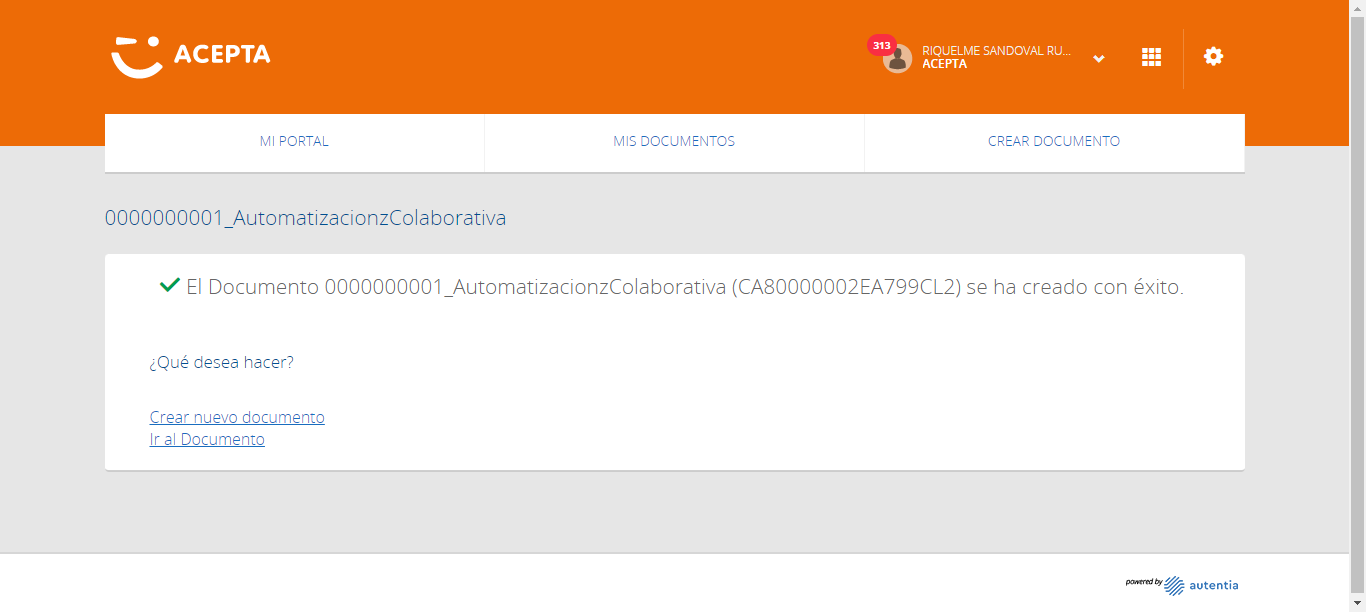 ACEPTA
313
RIQUELME SANDOVAL RU...
ACEPTA
MI PORTAL
MIS DOCUMENTOS
CREAR DOCUMENTO
0000000001_AutomatizacionzColaborativa
El Documento 0000000001_AutomatizacionzColaborativa (CA80000002EA799CL2) se ha creado con éxito.
¿Qué desea hacer?
Crear nuevo documento
Ir al Documento
powered by autentia